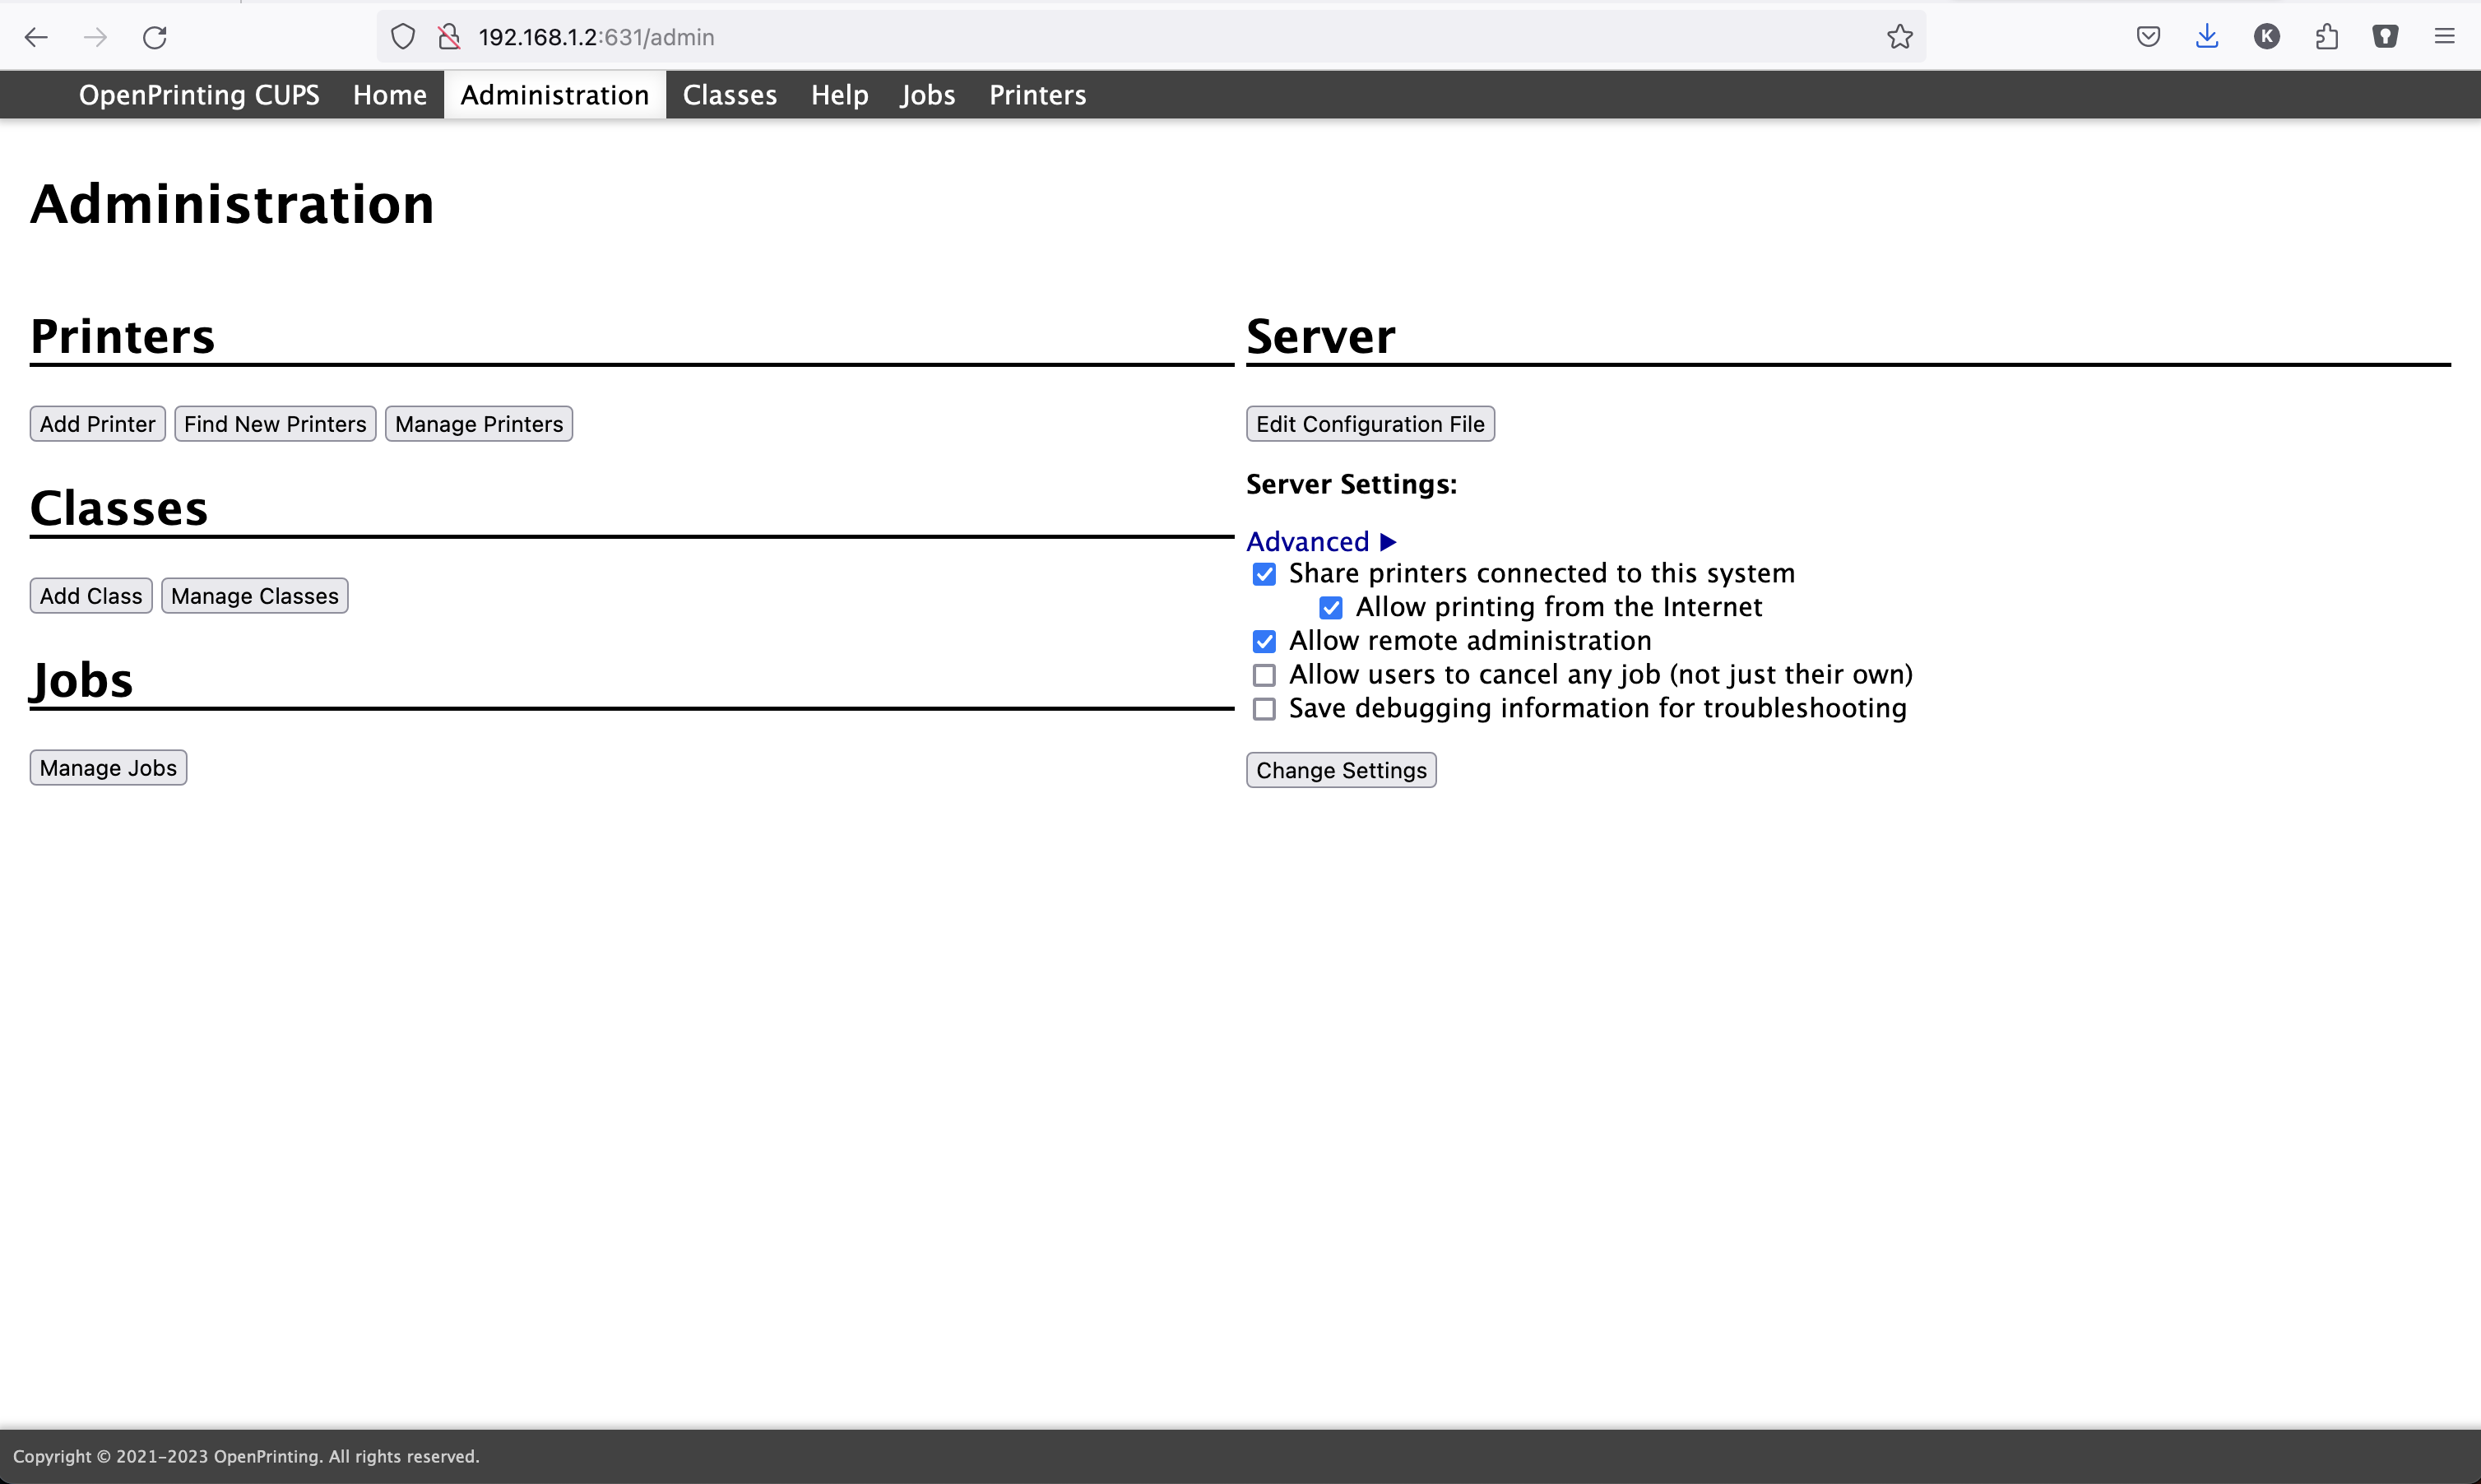 192.168.1.2:631/admin
K
OpenPrinting CUPS Home Administration Classes Help Jobs Printers
Administration
Printers
Add Printer Find New Printers Manage Printers
Classes
Add Class Manage Classes
Jobs
Manage Jobs
Server
Edit Configuration File
Server Settings:
Advanced ▶
Share printers connected to this system
Allow printing from the Internet
Allow remote administration
Allow users to cancel any job (not just their own)
Save debugging information for troubleshooting
Change Settings
Copyright © 2021–2023 OpenPrinting. All rights reserved.